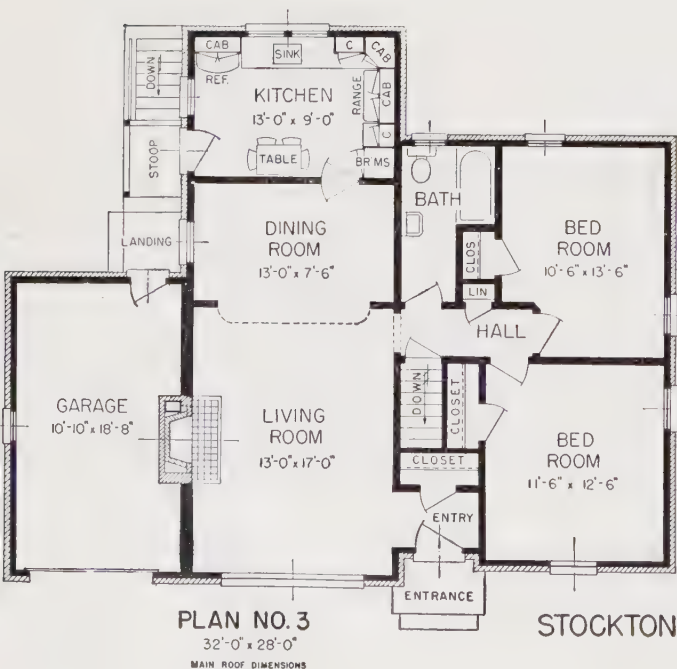 CAB
SINK
C
CAB
REF.
DOWN
KITCHEN
13'-0" x 9'-0"
RANGE
CAB
C
TABLE
BR MS
STOOP
BATH
DINING
ROOM
13'-0" x 7'-6"
LANDING
CLOS
BED
ROOM
10'-6" x 13'-6"
LIN
HALL
GARAGE
10'-10" x 18'-8"
LIVING
ROOM
13'-0" x 17'-0"
DOWN
CLOSET
CLOSET
BED
ROOM
11'-6" x 12'-6"
ENTRY
ENTRANCE
PLAN NO. 3
32'-0" x 28'-0"
MAIN ROOF DIMENSIONS
STOCKTON